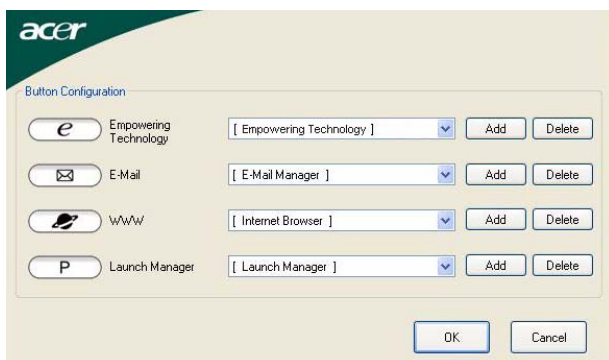 acer
Button Configuration
e Empowering Technology [ Empowering Technology ] Add Delete
E-Mail [ E-Mail Manager ] Add Delete
WWW [ Internet Browser ] Add Delete
P Launch Manager [ Launch Manager ] Add Delete
OK Cancel